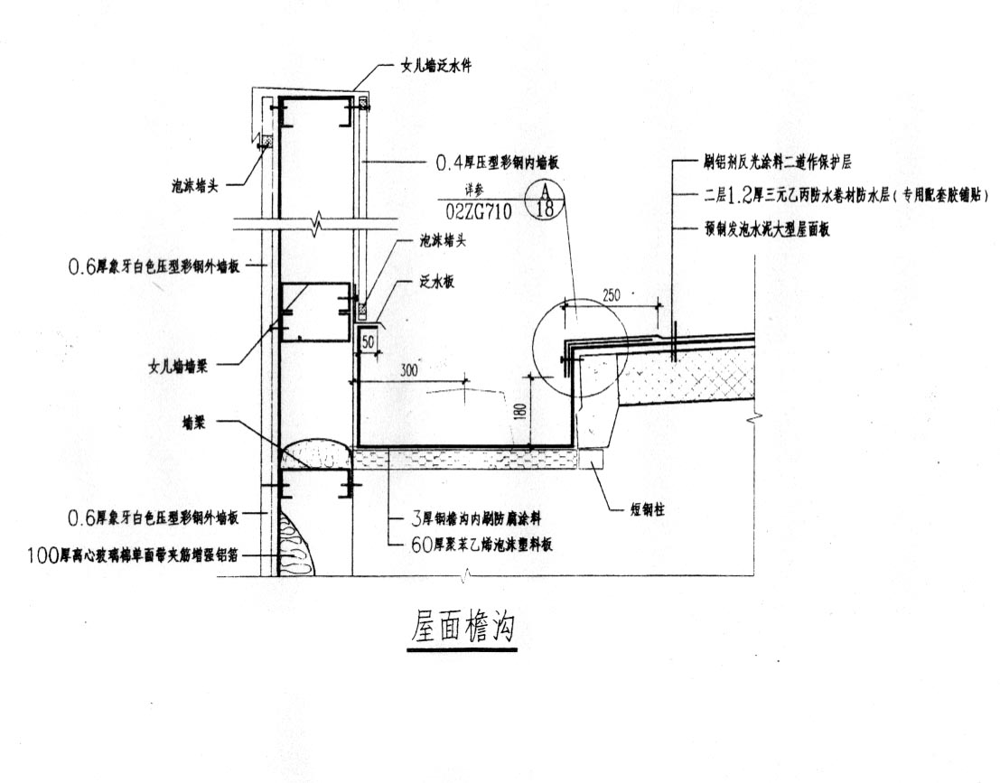 女儿墙泛水件
0.4厚压型彩钢内墙板
泡沫堵头
详参
02ZG710
A
18
刷铝剂反光涂料二道作保护层
二层1.2厚三元乙丙防水卷材防水层(专用配套胶铺贴)
预制发泡水泥大型屋面板
泡沫堵头
0.6厚象牙白色压型彩钢外墙板
泛水板
250
50
女儿墙墙梁
300
180
墙梁
短钢柱
0.6厚象牙白色压型彩钢外墙板
3厚钢檐沟内刷防腐涂料
60厚聚苯乙烯泡沫塑料板
100厚离心玻璃棉单面带夹筋增强铝箔
屋面檐沟